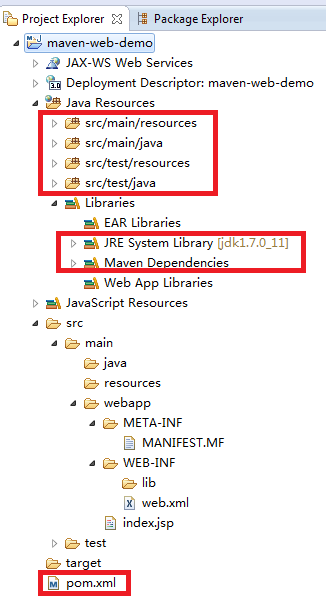 Project Explorer Package Explorer
maven-web-demo
JAX-WS Web Services
Deployment Descriptor: maven-web-demo
Java Resources
src/main/resources
src/main/java
src/test/resources
src/test/java
Libraries
EAR Libraries
JRE System Library [jdk1.7.0_11]
Maven Dependencies
Web App Libraries
JavaScript Resources
src
main
java
resources
webapp
META-INF
MANIFEST.MF
WEB-INF
lib
web.xml
index.jsp
test
target
pom.xml